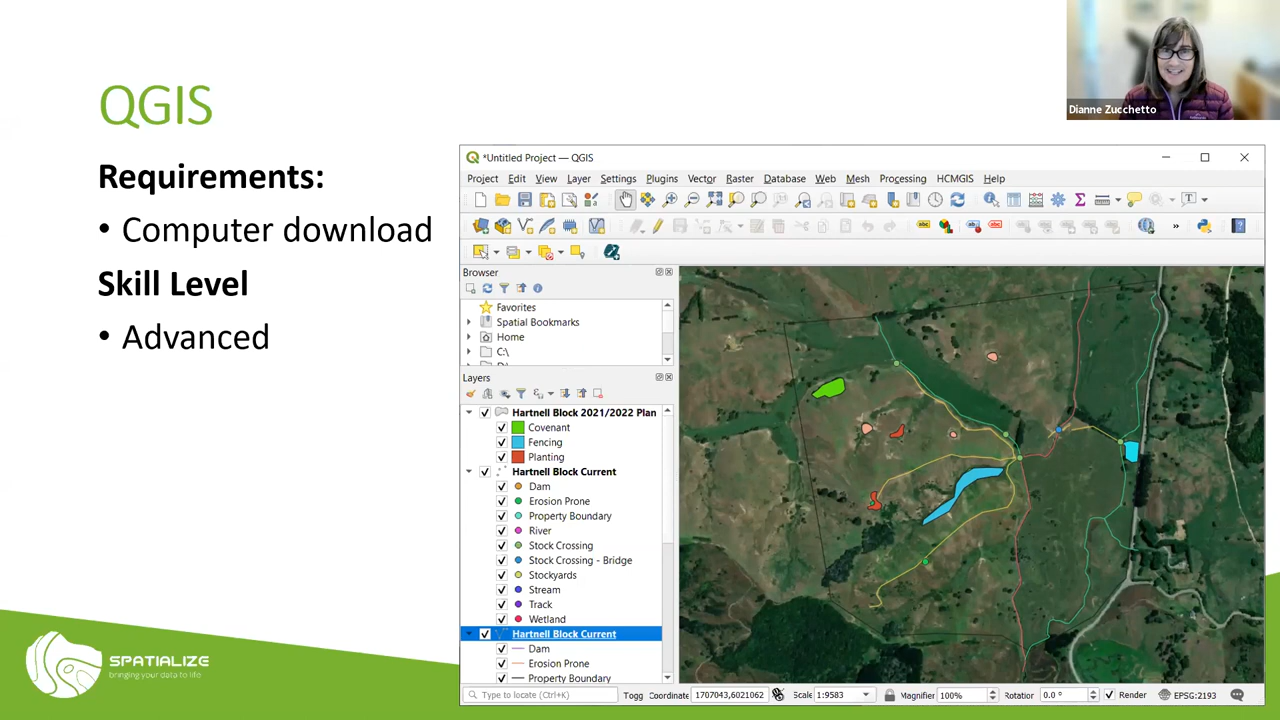 QGIS
Dianne Zucchetto
Requirements:
• Computer download
Skill Level
• Advanced
*Untitled Project — QGIS
Project Edit View Layer Settings Plugins Vector Raster Database Web Mesh Processing HCMGIS Help
Browser
Favorites
Spatial Bookmarks
Home
C:\
Layers
Hartnell Block 2021/2022 Plan
Covenant
Fencing
Planting
Hartnell Block Current
Dam
Erosion Prone
Property Boundary
River
Stock Crossing
Stock Crossing - Bridge
Stockyards
Stream
Track
Wetland
Hartnell Block Current
Dam
Erosion Prone
Property Boundary
Type to locate (Ctrl+K) Togg Coordinate 1707043,6021062 Scale 1:9583 Magnifier 100% Rotation 0.0 ° Render EPSG:2193
SPATIALIZE
bringing your data to life